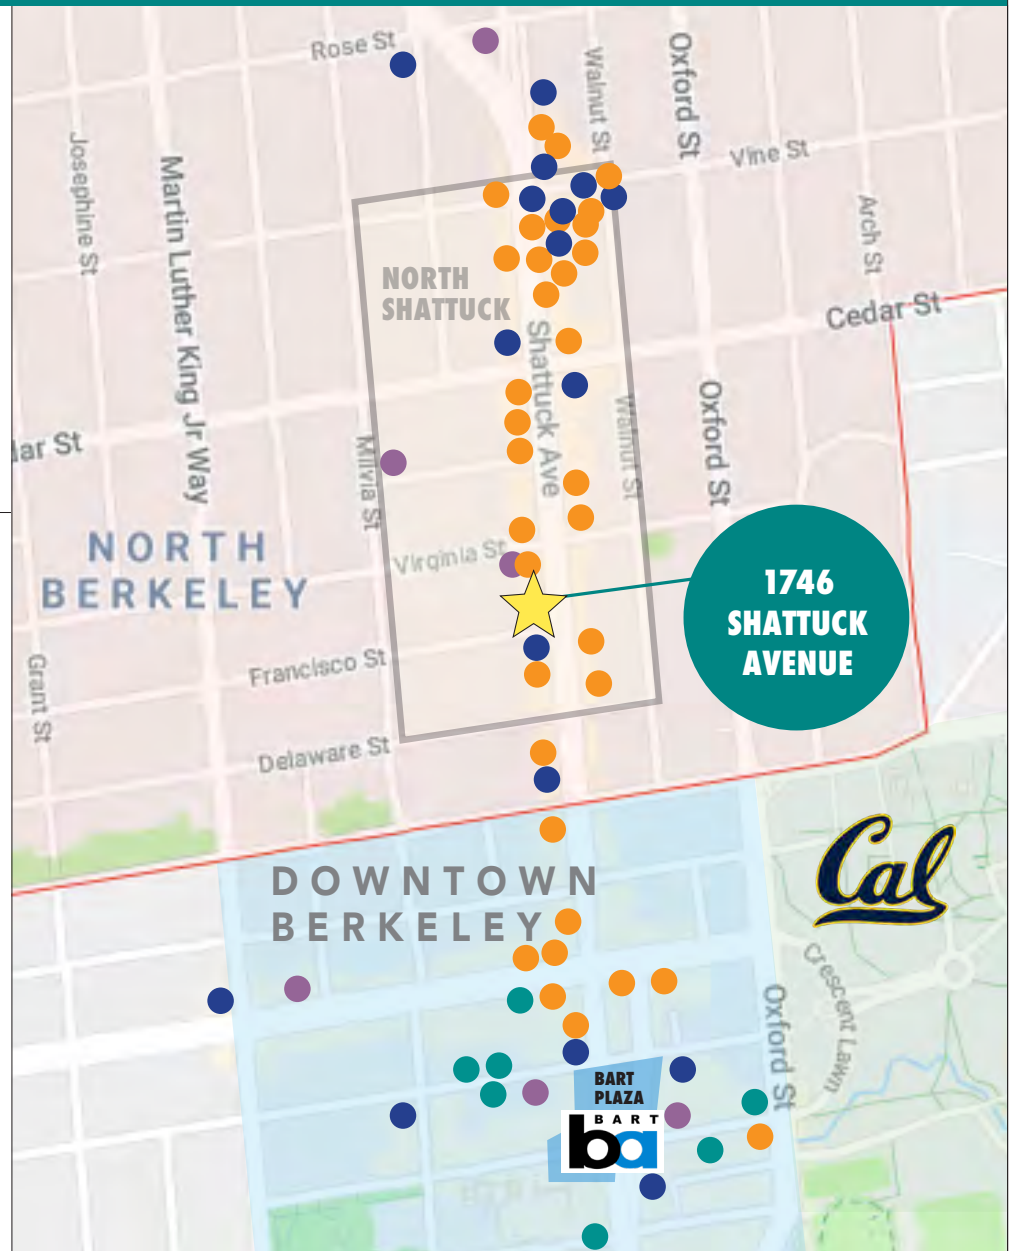 Rose St
Walnut St
Oxford St
Vine St
Josephine St
Martin Luther King Jr Way
Arch St
NORTH
SHATTUCK
Cedar St
Shattuck Ave
Oxford St
Walnut St
lar St
Milvia St
NORTH
BERKELEY
Virginia St
1746
SHATTUCK
AVENUE
Francisco St
Grant St
Delaware St
DOWNTOWN
BERKELEY
Cal
Crescent Lawn
Oxford St
BART
PLAZA
BART
ba